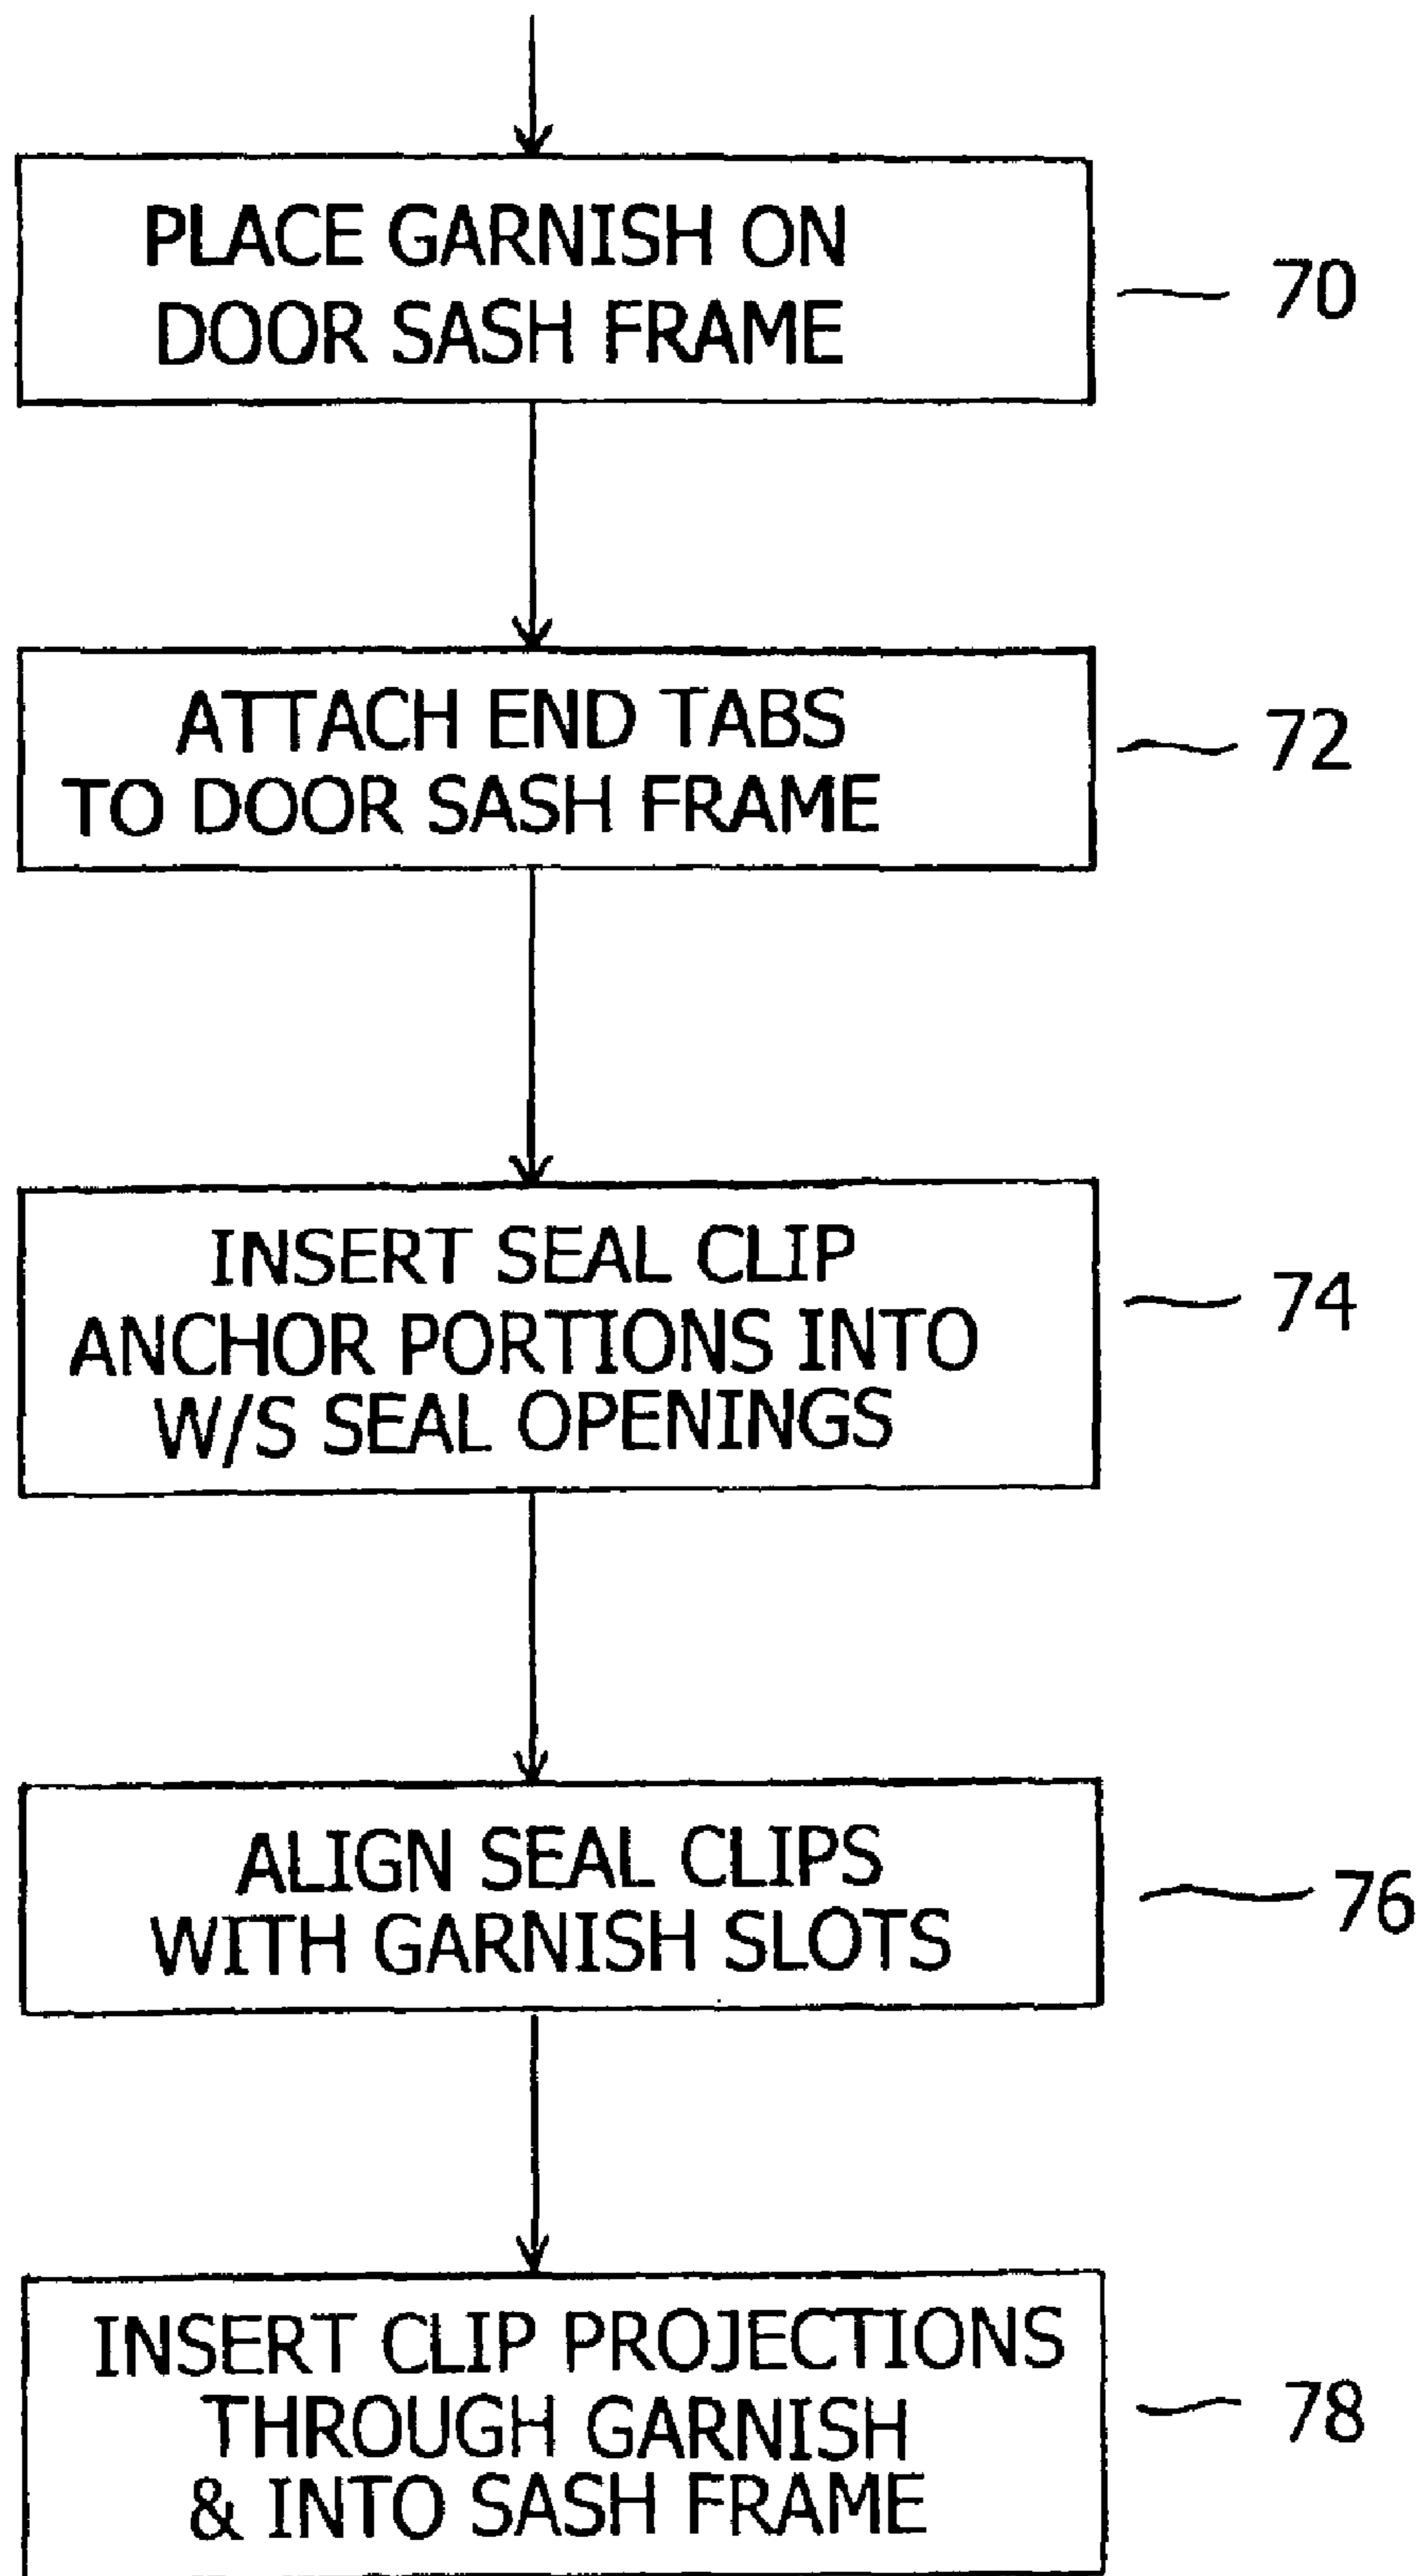 PLACE GARNISH ON
DOOR SASH FRAME
70
ATTACH END TABS
TO DOOR SASH FRAME
72
INSERT SEAL CLIP
ANCHOR PORTIONS INTO
W/S SEAL OPENINGS
74
ALIGN SEAL CLIPS
WITH GARNISH SLOTS
76
INSERT CLIP PROJECTIONS
THROUGH GARNISH
& INTO SASH FRAME
78